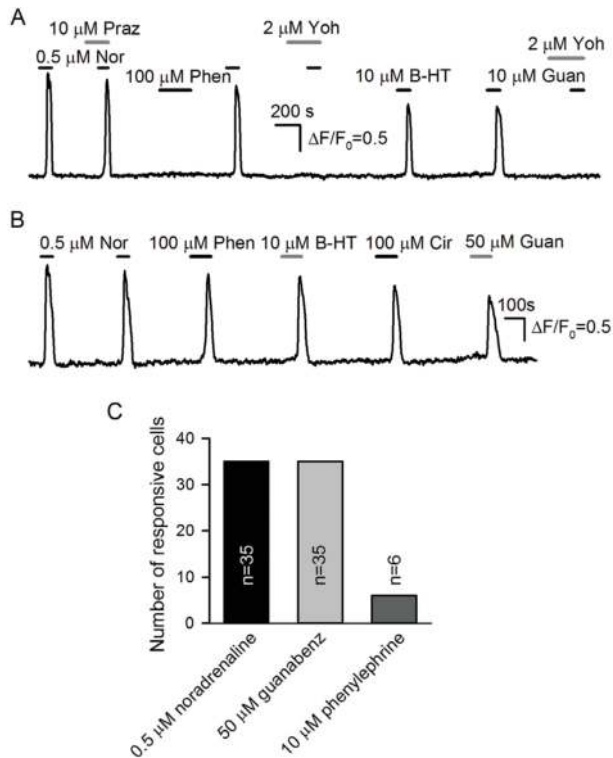 A
10 µM Praz
2 µM Yoh
2 µM Yoh
0.5 µM Nor
100 µM Phen
10 µM B-HT
10 µM Guan
200 s
ΔF/F₀=0.5
B
0.5 µM Nor
100 µM Phen
10 µM B-HT
100 µM Cir
50 µM Guan
100s
ΔF/F₀=0.5
C
Number of responsive cells
40
30
20
10
0
n=35
n=35
n=6
0.5 µM noradrenaline
50 µM guanabenz
10 µM phenylephrine